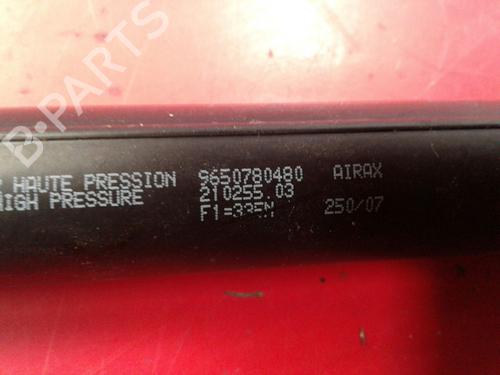 B-PARTS
HAUTE PRESSION 9650780480 AIRAX
HIGH PRESSURE 210255.03
250/07